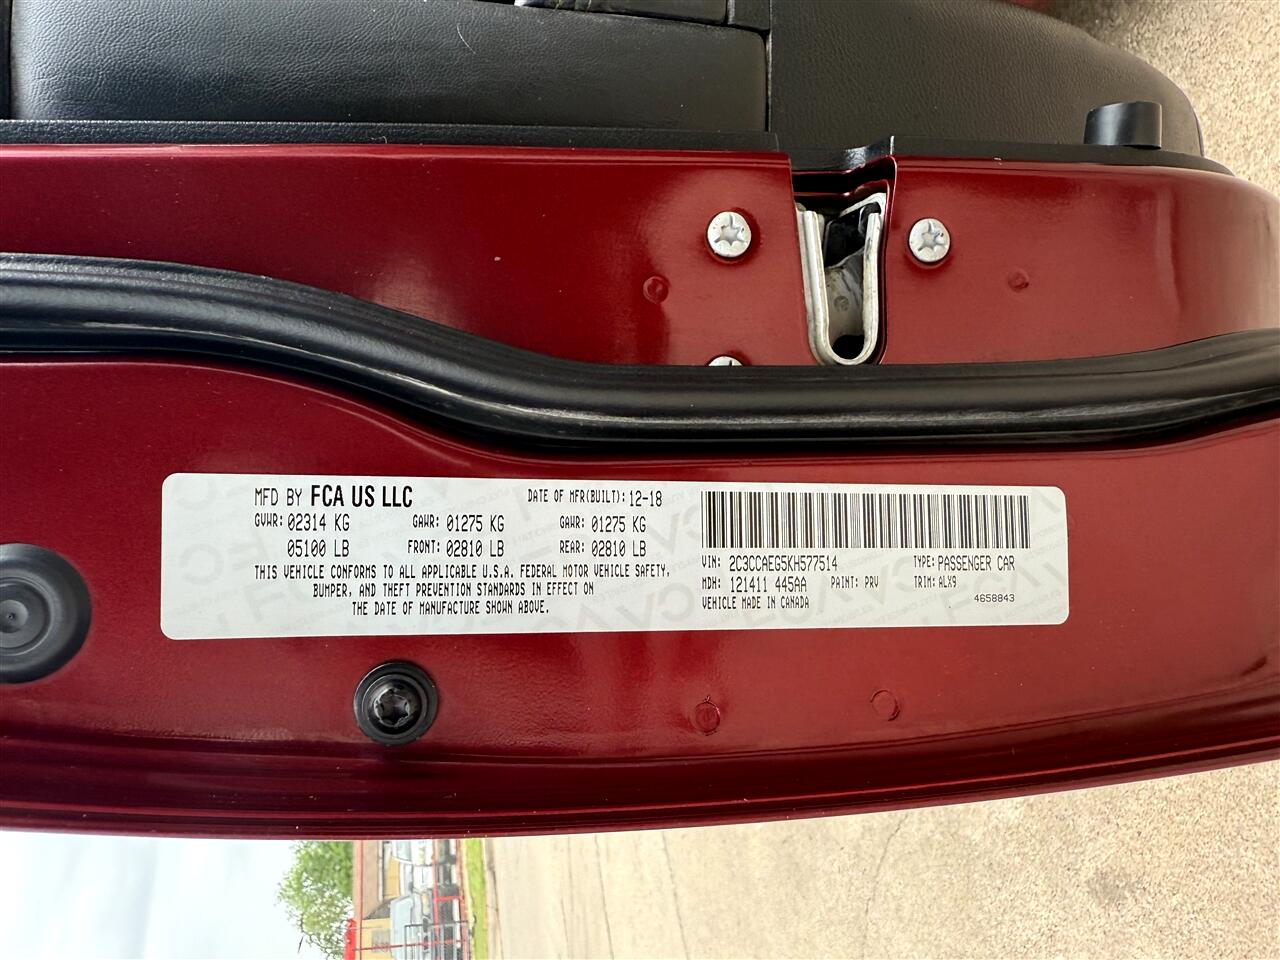 MFD BY FCA US LLC DATE OF MFR(BUILT): 12-18
GVWR: 02314 KG GAWR: 01275 KG GAWR: 01275 KG
05100 LB FRONT: 02810 LB REAR: 02810 LB
THIS VEHICLE CONFORMS TO ALL APPLICABLE U.S.A. FEDERAL MOTOR VEHICLE SAFETY,
BUMPER, AND THEFT PREVENTION STANDARDS IN EFFECT ON
THE DATE OF MANUFACTURE SHOWN ABOVE.
VIN: 2C3CCAEG5KH577514 TYPE: PASSENGER CAR
MDH: 121411 445AA PAINT: PRV TRIM: ALX9
VEHICLE MADE IN CANADA 4658843